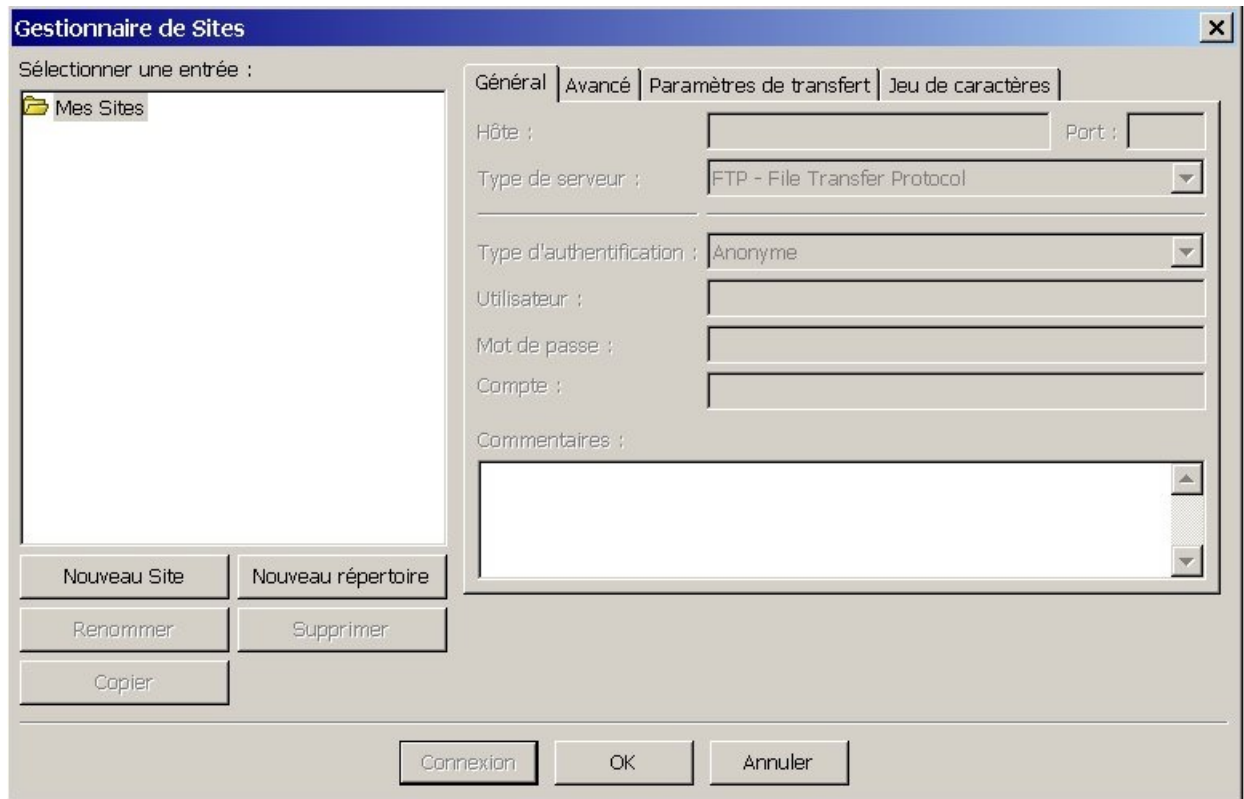 Gestionnaire de Sites
Sélectionner une entrée :
Mes Sites
Nouveau Site
Nouveau répertoire
Renommer
Supprimer
Copier
Général
Avancé
Paramètres de transfert
Jeu de caractères
Hôte :
Port :
Type de serveur :
FTP - File Transfer Protocol
Type d'authentification :
Anonyme
Utilisateur :
Mot de passe :
Compte :
Commentaires :
Connexion
OK
Annuler